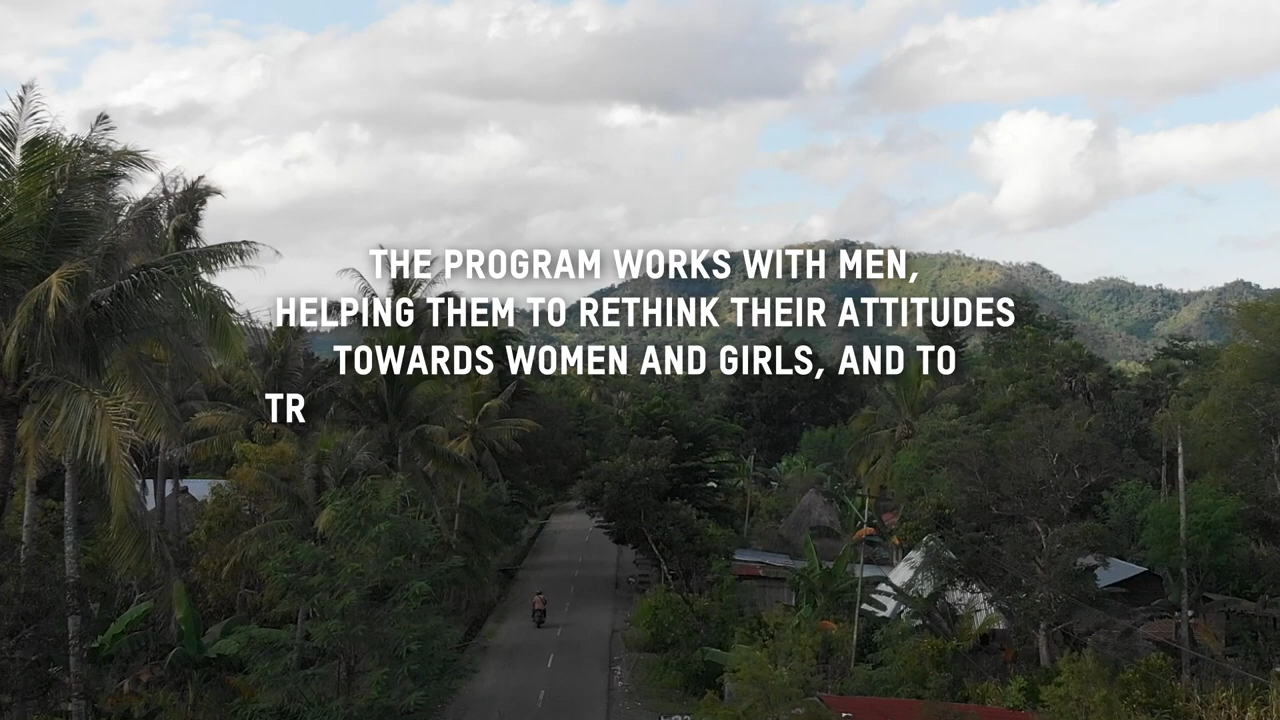 THE PROGRAM WORKS WITH MEN,
HELPING THEM TO RETHINK THEIR ATTITUDES
TOWARDS WOMEN AND GIRLS, AND TO
TR